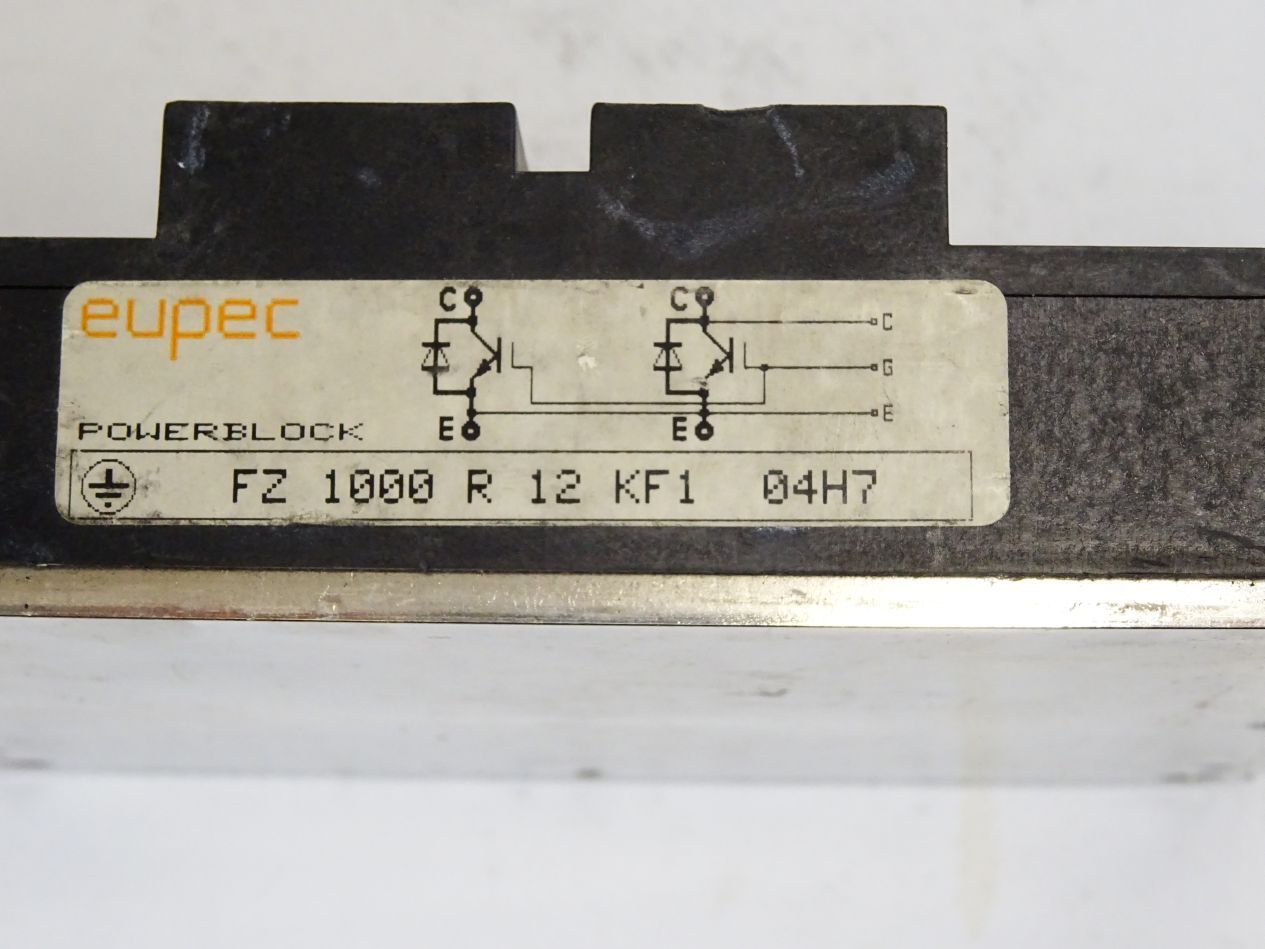 eupec
C C C
G
E
E E
POWERBLOCK
FZ 1000 R 12 KF1 04H7